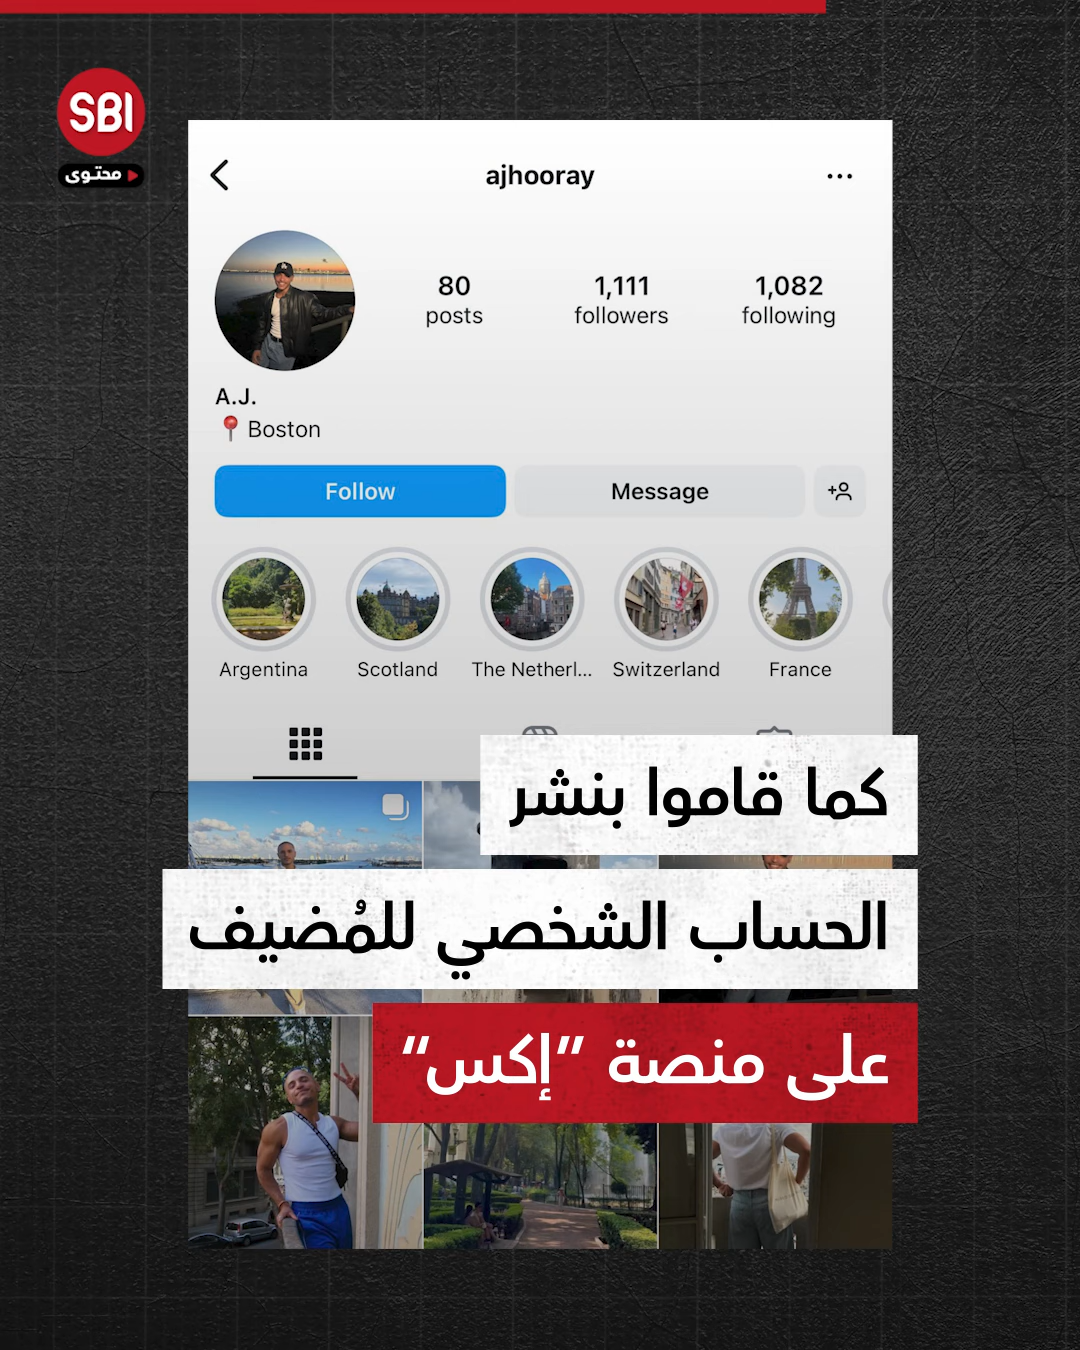 SBI
محتوى
ajhooray
80 posts
1,111 followers
1,082 following
A.J.
📍 Boston
Follow
Message
Argentina
Scotland
The Netherl...
Switzerland
France
كما قاموا بنشر
الحساب الشخصي للمُضيف
على منصة ”إكس“